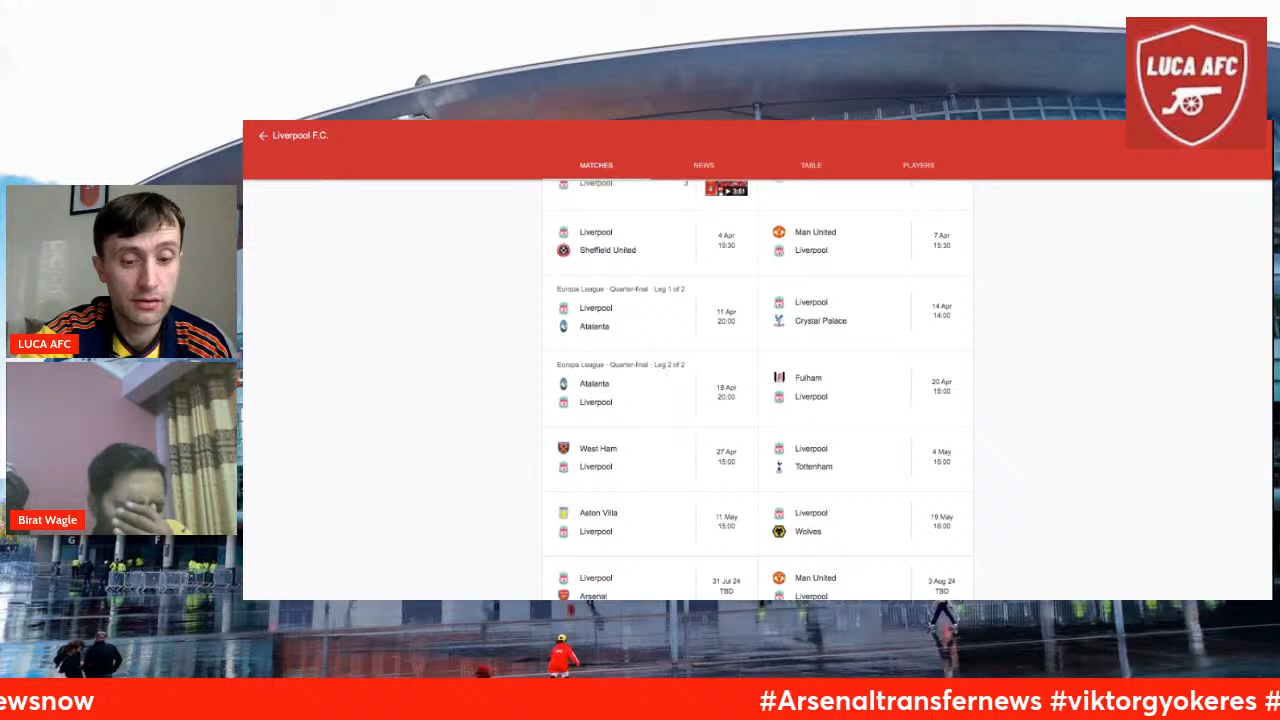 LUCA AFC
← Liverpool F.C.
MATCHES NEWS TABLE PLAYERS
Liverpool 3
3:51
Liverpool
Sheffield United
4 Apr
19:30
Man United
Liverpool
7 Apr
15:30
Europa League · Quarter-final · Leg 1 of 2
Liverpool
Atalanta
11 Apr
20:00
Liverpool
Crystal Palace
14 Apr
14:00
Europa League · Quarter-final · Leg 2 of 2
Atalanta
Liverpool
18 Apr
20:00
Fulham
Liverpool
20 Apr
15:00
West Ham
Liverpool
27 Apr
15:00
Liverpool
Tottenham
4 May
15:00
Aston Villa
Liverpool
11 May
15:00
Liverpool
Wolves
19 May
16:00
Liverpool
Arsenal
31 Jul 24
TBD
Man United
Liverpool
3 Aug 24
TBD
LUCA AFC
Birat Wagle
G F
ewsnow #Arsenaltransfernews #viktorgyokeres #